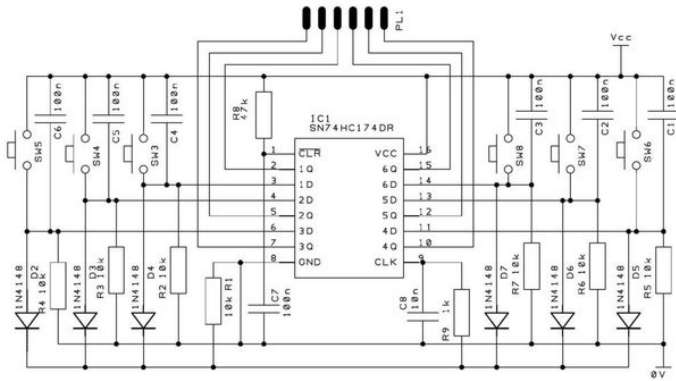 PL1
Vcc
SW5
C6 100n
SW4
C5 100n
SW3
C4 100n
R8 47k
IC1
SN74HC174DR
1 CLR VCC 16
2 1Q 6Q 15
3 1D 6D 14
4 2D 5D 13
5 2Q 5Q 12
6 3D 4D 11
7 3Q 4Q 10
8 GND CLK 9
SW8
C3 100n
SW7
C2 100n
SW6
C1 100n
1N4148 D2
R4 10k
1N4148 D3
R3 10k
1N4148 D4
R2 10k
10k R1
C7 100n
C8 10n
R9 1k
1N4148 D7
R7 10k
1N4148 D6
R6 10k
1N4148 D5
R5 10k
0V